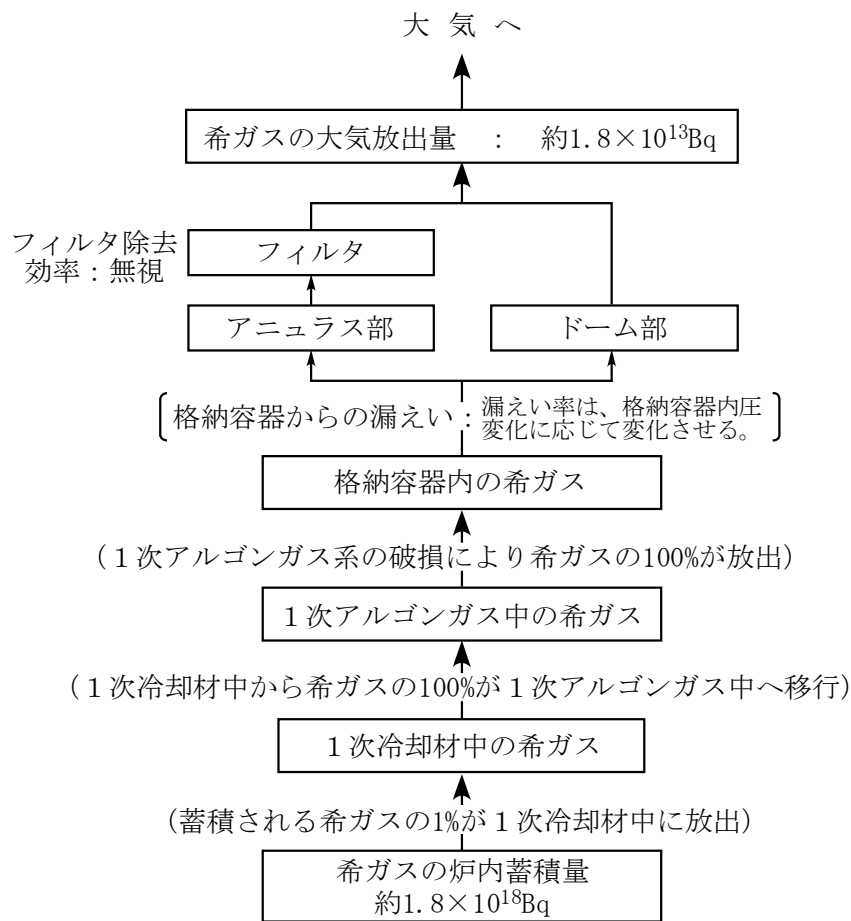 大 気 へ
希ガスの大気放出量 : 約1.8×10¹³Bq
フィルタ除去
効率：無視
フィルタ
アニュラス部
ドーム部
格納容器からの漏えい：漏えい率は、格納容器内圧
変化に応じて変化させる。
格納容器内の希ガス
(１次アルゴンガス系の破損により希ガスの100%が放出)
１次アルゴンガス中の希ガス
(１次冷却材中から希ガスの100%が１次アルゴンガス中へ移行)
１次冷却材中の希ガス
(蓄積される希ガスの1%が１次冷却材中に放出)
希ガスの炉内蓄積量
約1.8×10¹⁸Bq